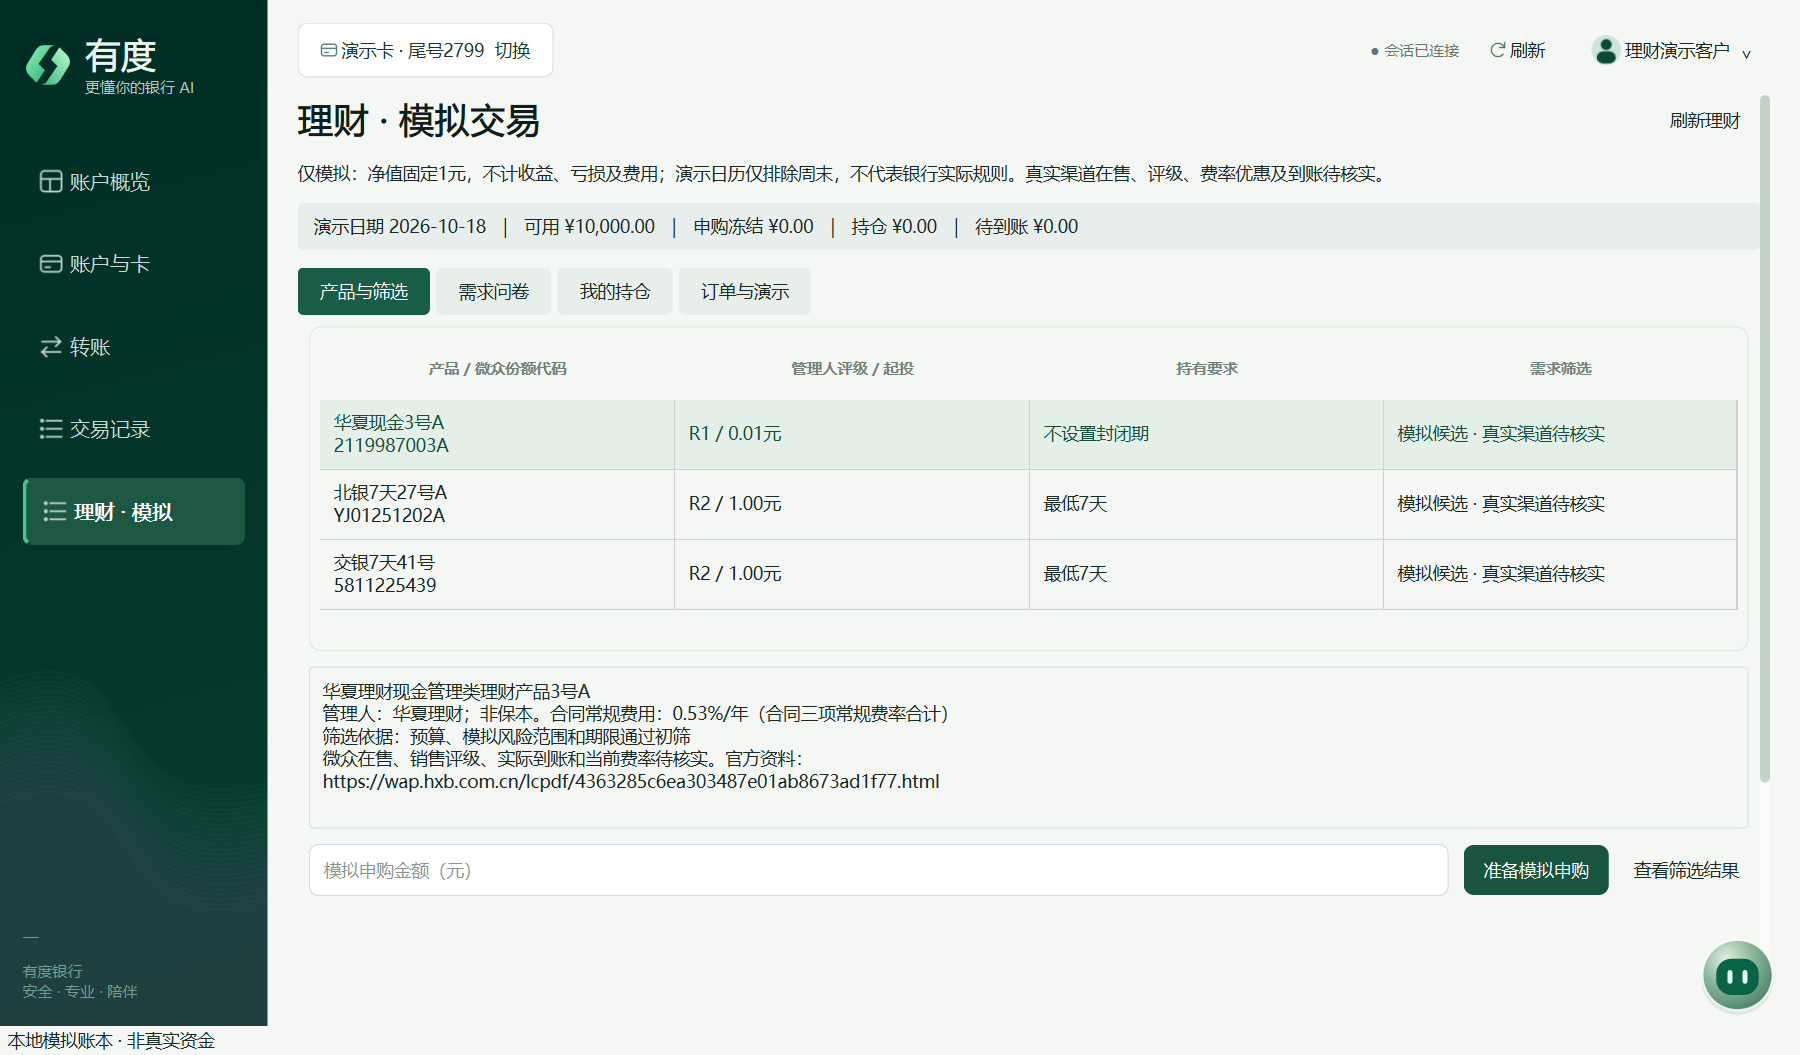 有度
更懂你的银行 AI
账户概览
账户与卡
转账
交易记录
理财 · 模拟
有度银行
安全 · 专业 · 陪伴
本地模拟账本 · 非真实资金
演示卡 · 尾号2799 切换
会话已连接
刷新
理财演示客户
理财 · 模拟交易
刷新理财
仅模拟：净值固定1元，不计收益、亏损及费用；演示日历仅排除周末，不代表银行实际规则。真实渠道在售、评级、费率优惠及到账待核实。
演示日期 2026-10-18 | 可用 ¥10,000.00 | 申购冻结 ¥0.00 | 持仓 ¥0.00 | 待到账 ¥0.00
产品与筛选 需求问卷 我的持仓 订单与演示
产品 / 微众份额代码 管理人评级 / 起投 持有要求 需求筛选
华夏现金3号A
2119987003A
R1 / 0.01元
不设置封闭期
模拟候选 · 真实渠道待核实
北银7天27号A
YJ01251202A
R2 / 1.00元
最低7天
模拟候选 · 真实渠道待核实
交银7天41号
5811225439
R2 / 1.00元
最低7天
模拟候选 · 真实渠道待核实
华夏理财现金管理类理财产品3号A
管理人：华夏理财；非保本。合同常规费用：0.53%/年（合同三项常规费率合计）
筛选依据：预算、模拟风险范围和期限通过初筛
微众在售、销售评级、实际到账和当前费率待核实。官方资料：
https://wap.hxb.com.cn/lcpdf/4363285c6ea303487e01ab8673ad1f77.html
模拟申购金额（元）
准备模拟申购
查看筛选结果